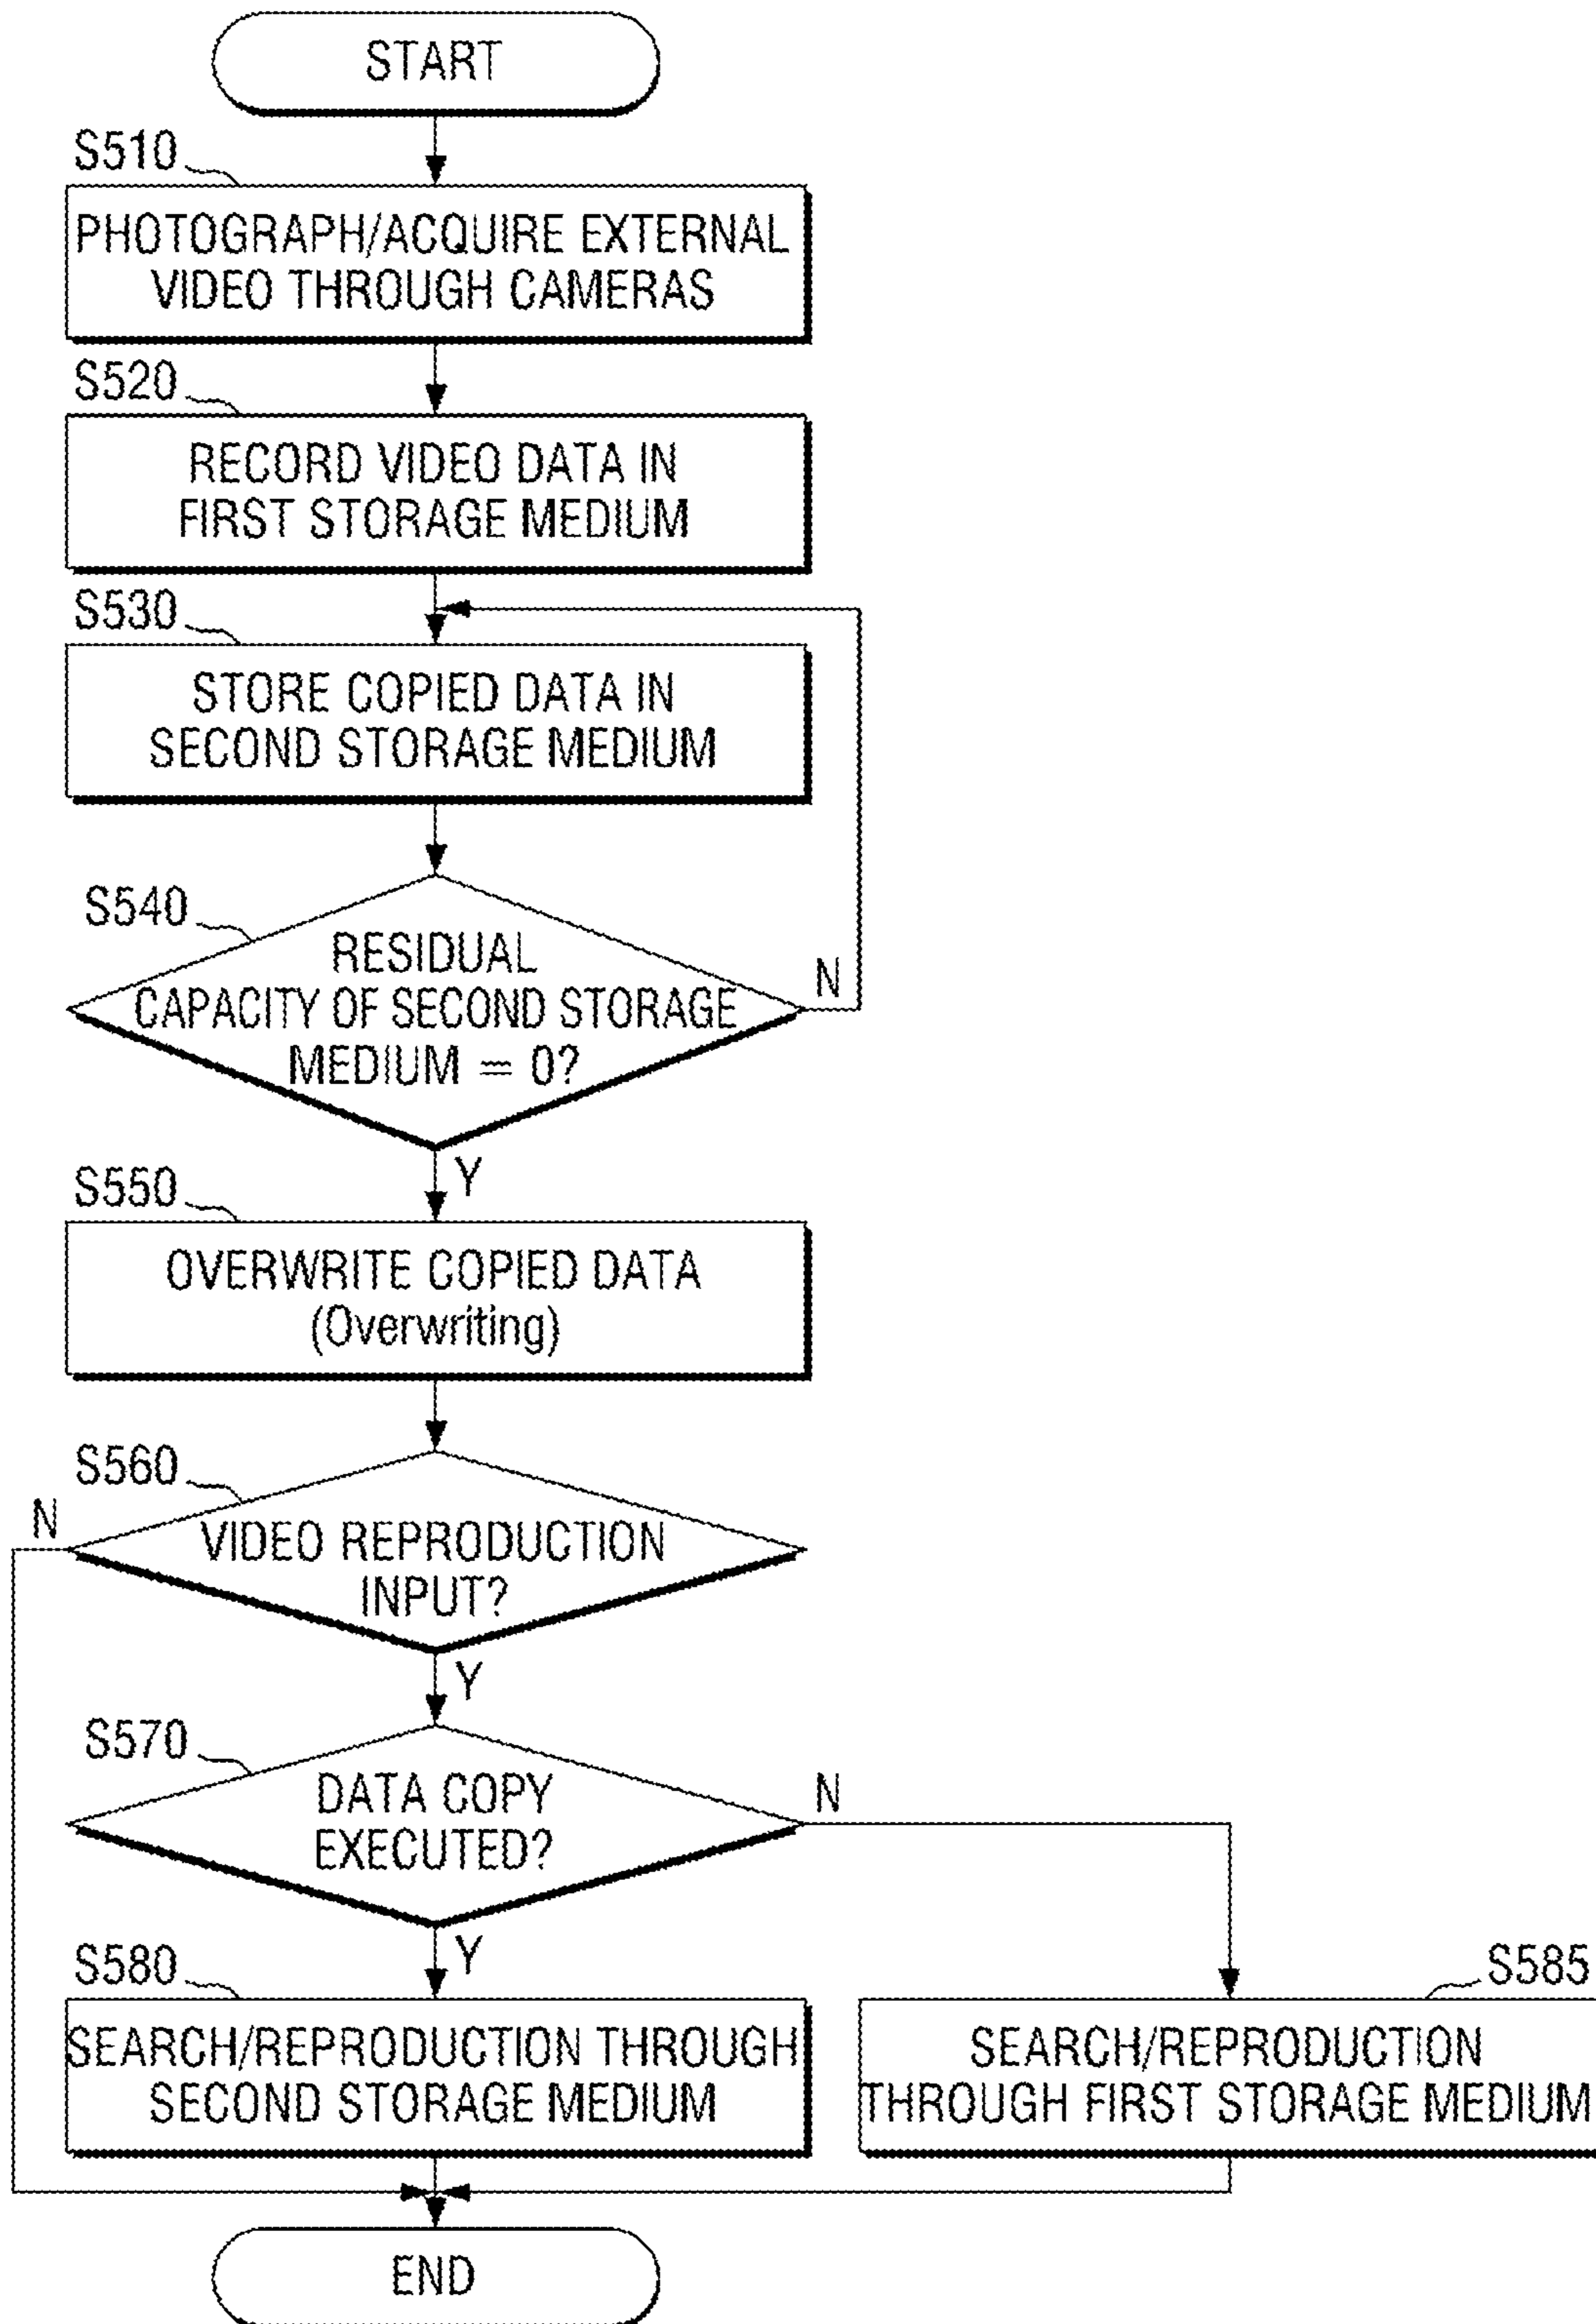 START
S510
PHOTOGRAPH/ACQUIRE EXTERNAL
VIDEO THROUGH CAMERAS
S520
RECORD VIDEO DATA IN
FIRST STORAGE MEDIUM
S530
STORE COPIED DATA IN
SECOND STORAGE MEDIUM
S540
RESIDUAL
CAPACITY OF SECOND STORAGE
MEDIUM = 0?
N
Y
S550
OVERWRITE COPIED DATA
(Overwriting)
S560
N
VIDEO REPRODUCTION
INPUT?
Y
S570
DATA COPY
EXECUTED?
N
Y
S580
SEARCH/REPRODUCTION THROUGH
SECOND STORAGE MEDIUM
S585
SEARCH/REPRODUCTION
THROUGH FIRST STORAGE MEDIUM
END